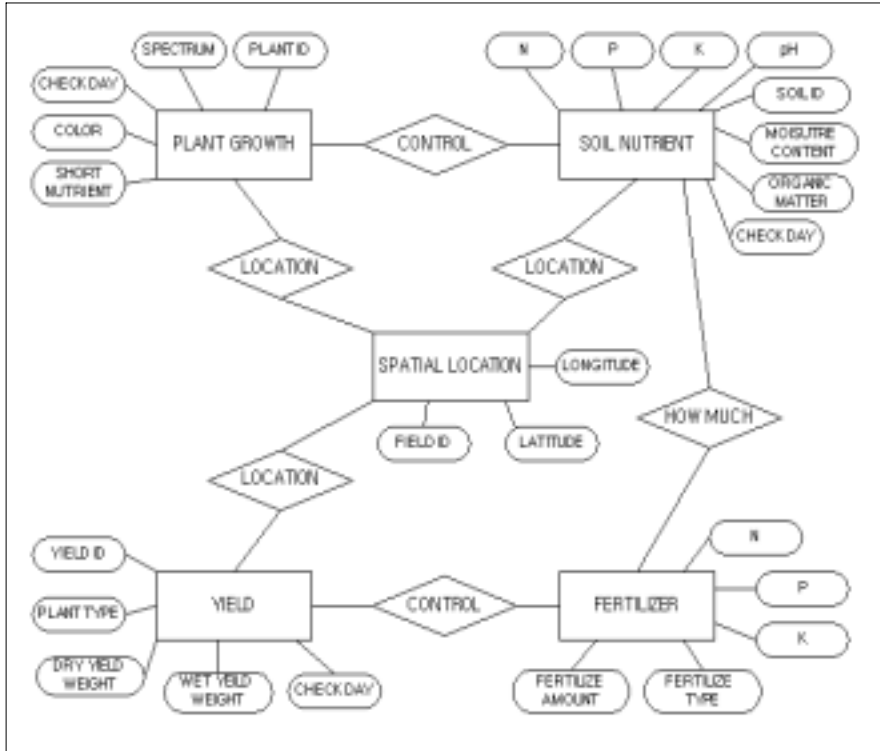 SPECTRUM
PLANT ID
N
P
K
pH
CHECK DAY
SOIL ID
COLOR
PLANT GROWTH
CONTROL
SOIL NUTRIENT
MOISUTRE
CONTENT
SHORT
NUTRIENT
ORGANIC
MATTER
CHECK DAY
LOCATION
LOCATION
SPATIAL LOCATION
LONGITUDE
HOW MUCH
FIELD ID
LATITUDE
LOCATION
N
YIELD ID
P
YIELD
CONTROL
FERTILIZER
PLANT TYPE
K
DRY YIELD
WEIGHT
WET YEILD
WEIGHT
CHECK DAY
FERTILIZE
AMOUNT
FERTILIZE
TYPE